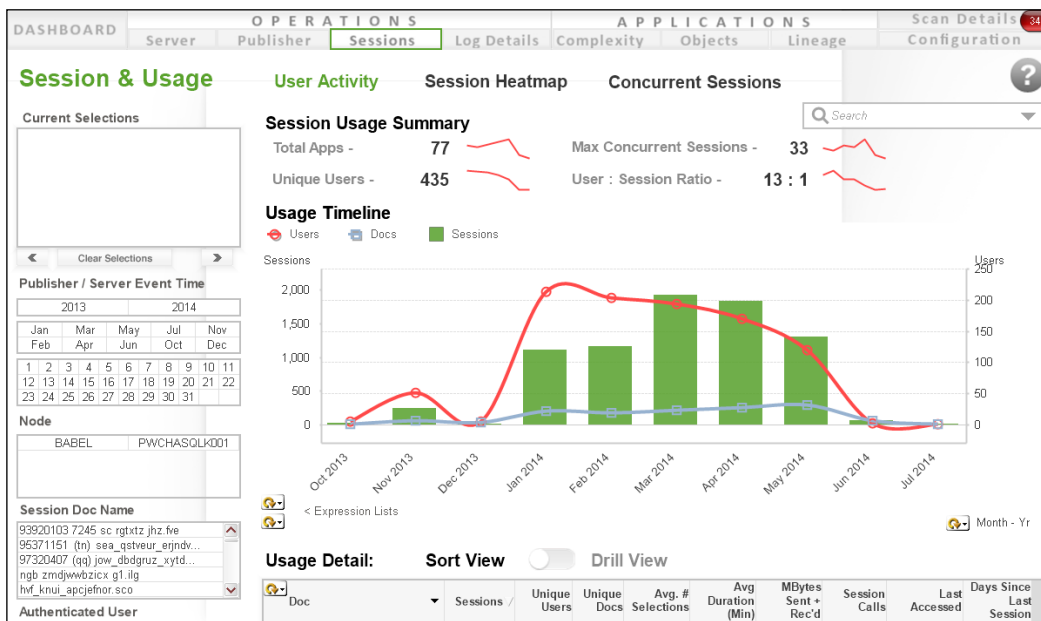 DASHBOARD
OPERATIONS
APPLICATIONS
Scan Details 34
Server Publisher Sessions Log Details Complexity Objects Lineage Configuration
Session & Usage
User Activity Session Heatmap Concurrent Sessions
?
Search
Current Selections
Clear Selections
Session Usage Summary
Total Apps - 77
Max Concurrent Sessions - 33
Unique Users - 435
User : Session Ratio - 13 : 1
Publisher / Server Event Time
2013 2014
Jan Mar May Jul Nov
Feb Apr Jun Oct Dec
1 2 3 4 5 6 7 8 9 10 11
12 13 14 15 16 17 18 19 20 21 22
23 24 25 26 27 28 29 30 31
Node
BABEL PWCHASQLK001
Session Doc Name
93920103 7245 sc rgtxtz jhz.fve
95371151 (tn) sea_qstveur_erjndv...
97320407 (qq) jow_dbdgruz_xytd...
ngb zmdjwwbzicx g1.ilg
hvf_knui_apcjefnor.sco
Authenticated User
Usage Timeline
Users Docs Sessions
Sessions
Users
2,000
1,500
1,000
500
0
250
200
150
100
50
0
Oct 2013 Nov 2013 Dec 2013 Jan 2014 Feb 2014 Mar 2014 Apr 2014 May 2014 Jun 2014 Jul 2014
< Expression Lists
Month - Yr
Usage Detail: Sort View Drill View
Doc
Sessions /
Unique
Users
Unique
Docs
Avg. #
Selections
Avg
Duration
(Min)
MBytes
Sent +
Rec'd
Session
Calls
Last
Accessed
Days Since
Last
Session